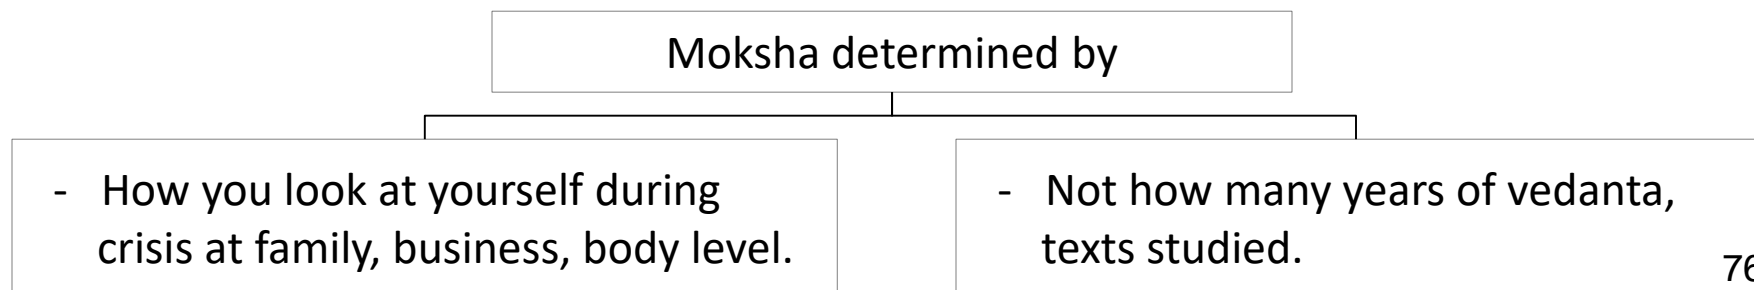 Moksha determined by
- How you look at yourself during
crisis at family, business, body level.
- Not how many years of vedanta,
texts studied.
76